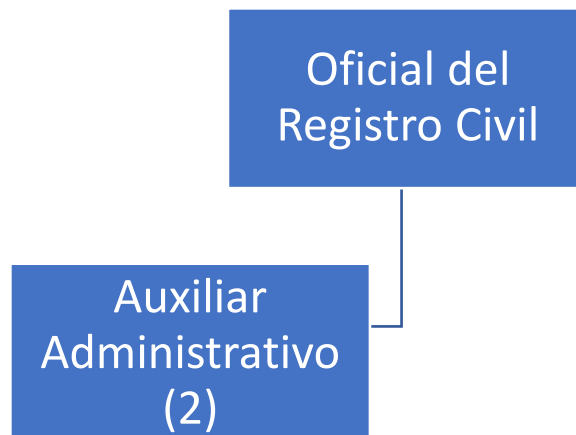 Oficial del
Registro Civil
Auxiliar
Administrativo
(2)